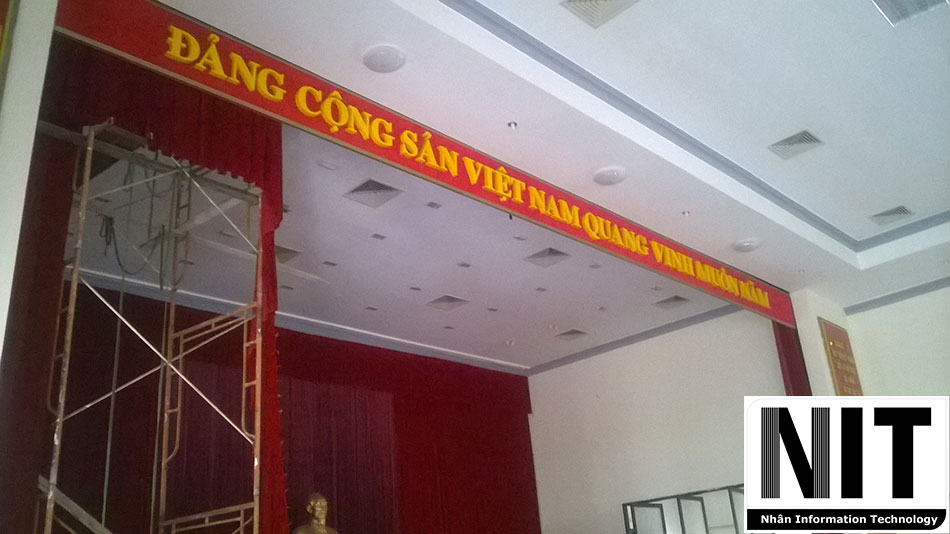 ĐẢNG CỘNG SẢN VIỆT NAM QUANG VINH MUÔN NĂM
NIT
Nhân Information Technology